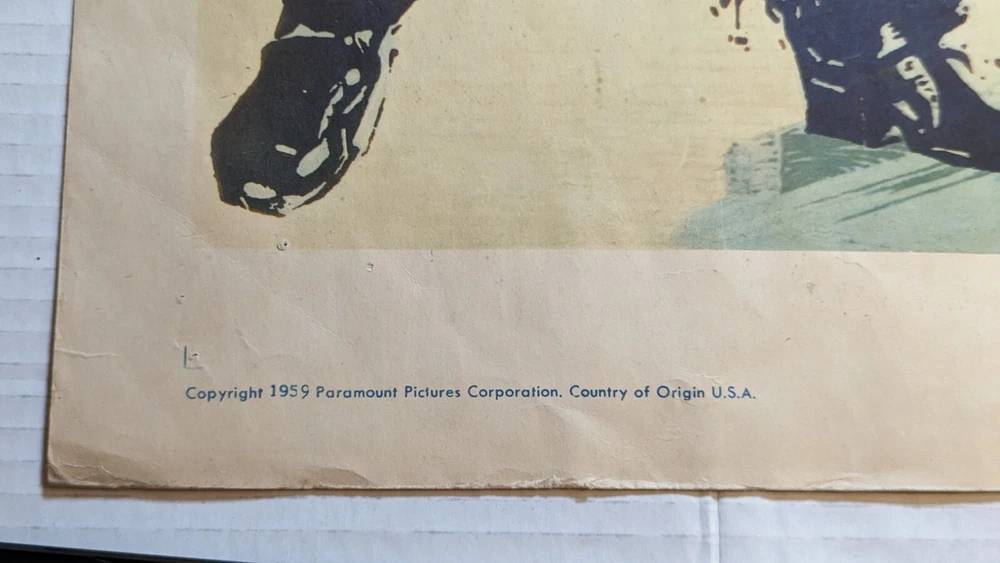 Copyright 1959 Paramount Pictures Corporation. Country of Origin U.S.A.